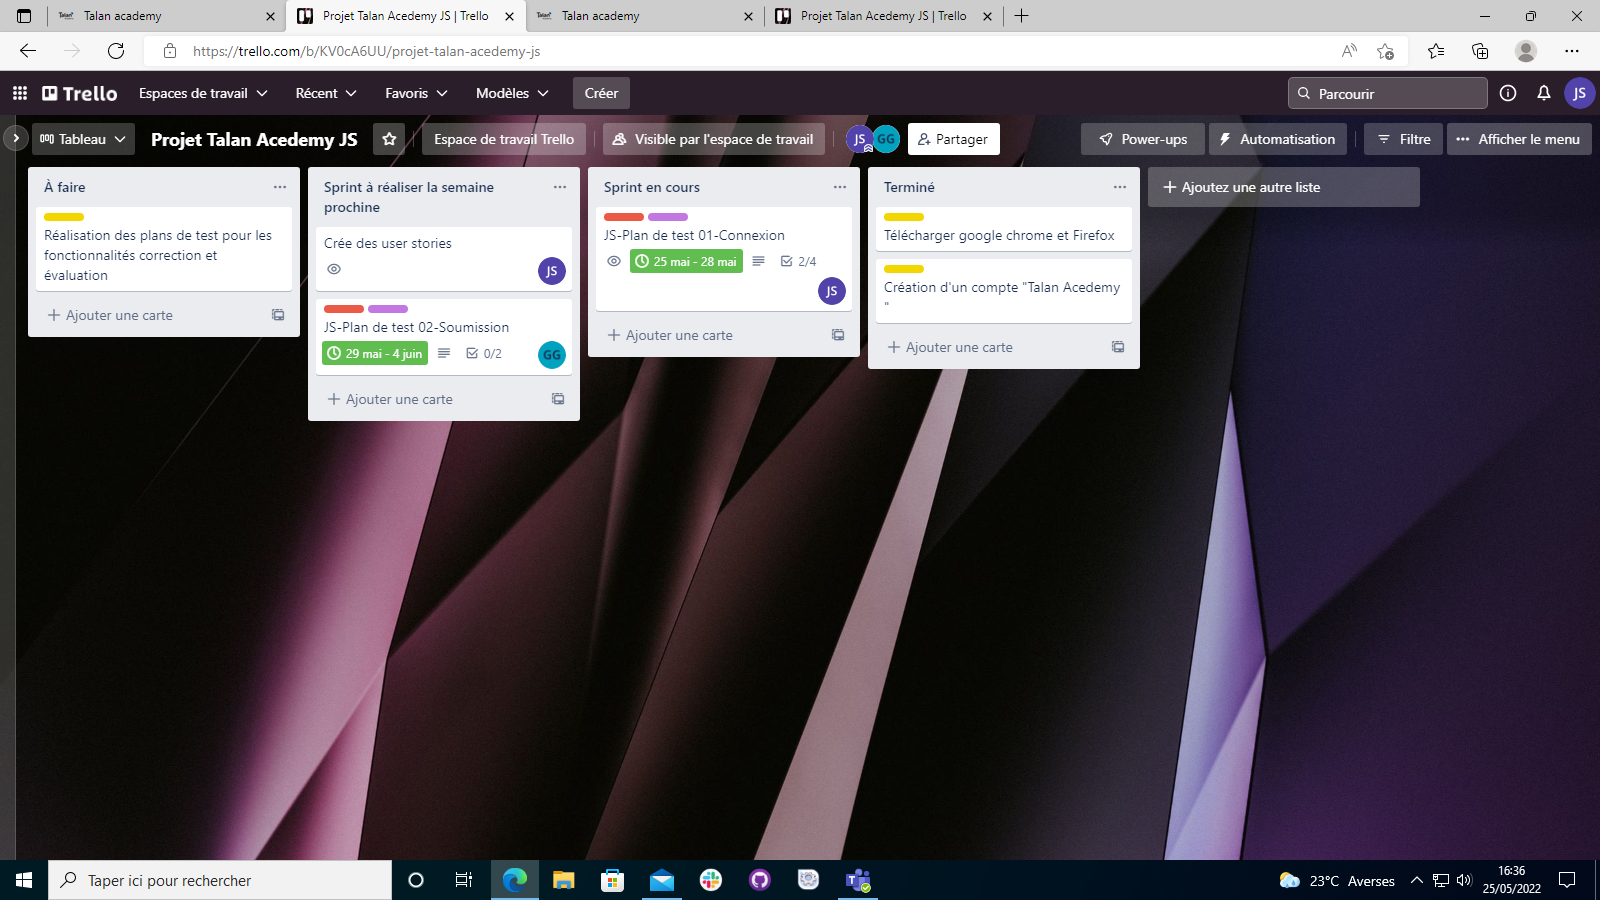 Talan academy
Projet Talan Acedemy JS | Trello
Talan academy
Projet Talan Acedemy JS | Trello
https://trello.com/b/KV0cA6UU/projet-talan-acedemy-js
Trello
Espaces de travail
Récent
Favoris
Modèles
Créer
Parcourir
JS
Tableau
Projet Talan Acedemy JS
Espace de travail Trello
Visible par l'espace de travail
JS
GG
Partager
Power-ups
Automatisation
Filtre
Afficher le menu
À faire
Réalisation des plans de test pour les
fonctionnalités correction et
évaluation
Ajouter une carte
Sprint à réaliser la semaine
prochine
Crée des user stories
JS
JS-Plan de test 02-Soumission
29 mai - 4 juin
0/2
GG
Ajouter une carte
Sprint en cours
JS-Plan de test 01-Connexion
25 mai - 28 mai
2/4
JS
Ajouter une carte
Terminé
Télécharger google chrome et Firefox
Création d'un compte "Talan Acedemy
"
Ajouter une carte
Ajoutez une autre liste
Taper ici pour rechercher
23°C Averses
16:36
25/05/2022